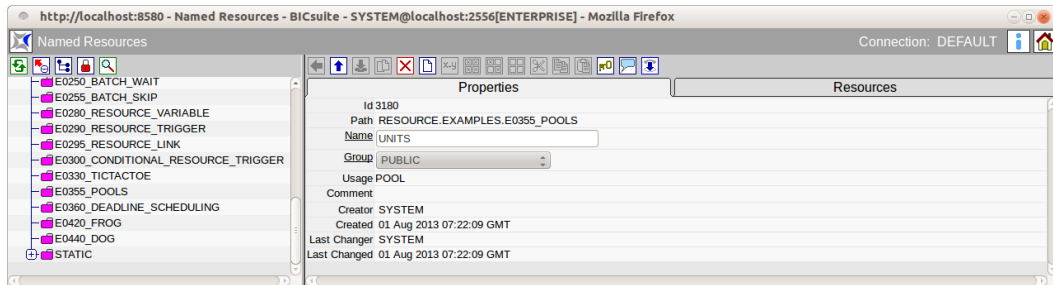 http://localhost:8580 - Named Resources - BICsuite - SYSTEM@localhost:2556[ENTERPRISE] - Mozilla Firefox
Named Resources
Connection: DEFAULT
E0250_BATCH_WAIT
E0255_BATCH_SKIP
E0280_RESOURCE_VARIABLE
E0290_RESOURCE_TRIGGER
E0295_RESOURCE_LINK
E0300_CONDITIONAL_RESOURCE_TRIGGER
E0330_TICTACTOE
E0355_POOLS
E0360_DEADLINE_SCHEDULING
E0420_FROG
E0440_DOG
STATIC
x-y
Properties
Resources
Id 3180
Path RESOURCE.EXAMPLES.E0355_POOLS
Name UNITS
Group PUBLIC
Usage POOL
Comment
Creator SYSTEM
Created 01 Aug 2013 07:22:09 GMT
Last Changer SYSTEM
Last Changed 01 Aug 2013 07:22:09 GMT